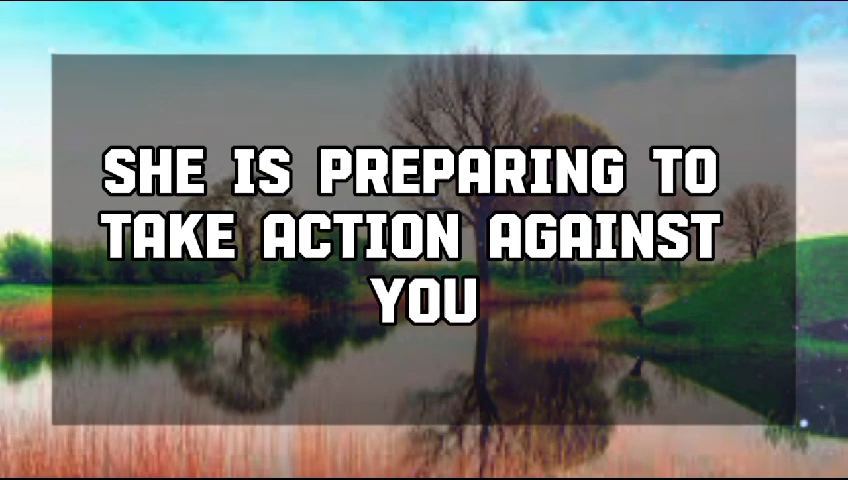 SHE IS PREPARING TO
TAKE ACTION AGAINST
YOU